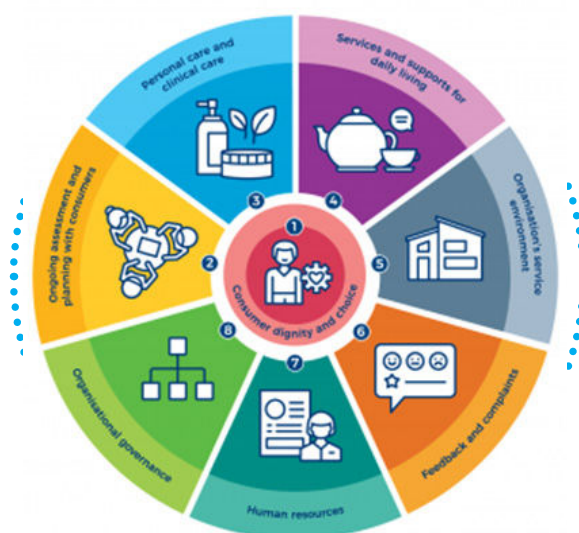 1
Consumer dignity and choice
2
Ongoing assessment and
planning with consumers
3
Personal care and
clinical care
4
Services and supports for
daily living
5
Organisation's service
environment
6
Feedback and complaints
7
Human resources
8
Organisational governance